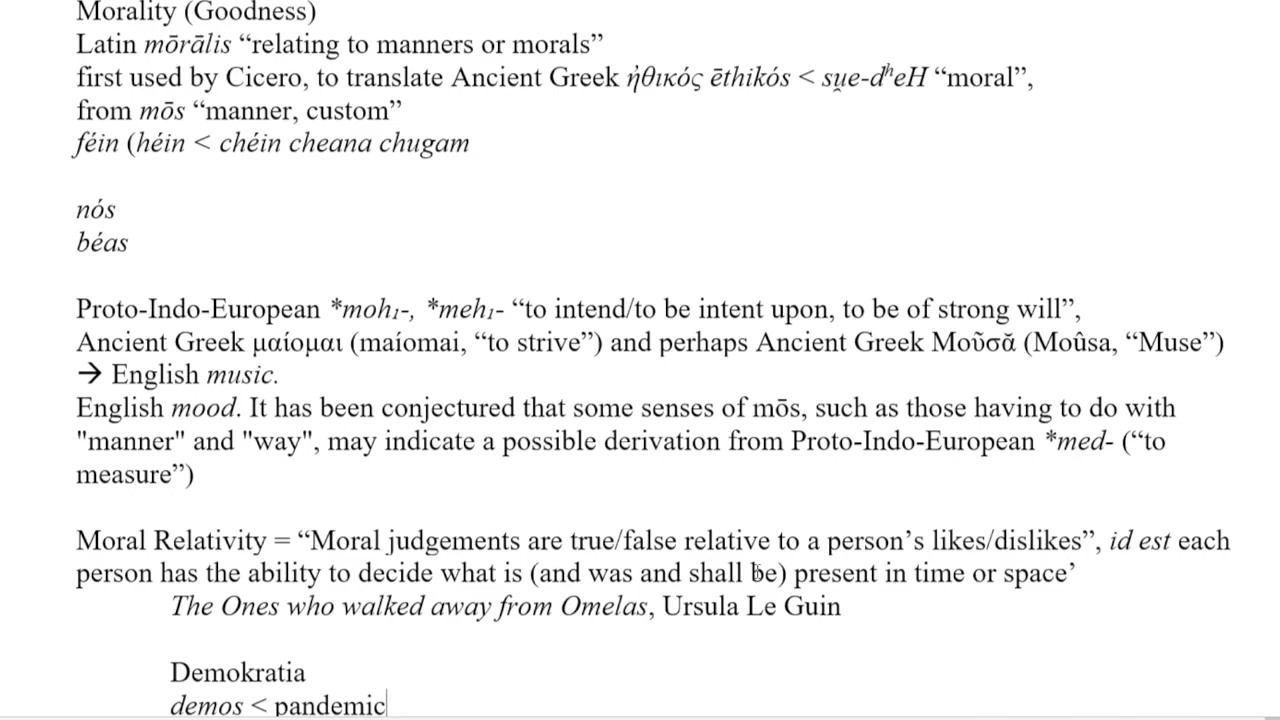 Morality (Goodness)
Latin mōrālis “relating to manners or morals”
first used by Cicero, to translate Ancient Greek ἠθικός ēthikós < su̯e-dʰeH “moral”,
from mōs “manner, custom”
féin (héin < chéin cheana chugam
nós
béas
Proto-Indo-European *moh₁-, *meh₁- “to intend/to be intent upon, to be of strong will”,
Ancient Greek μαίομαι (maíomai, “to strive”) and perhaps Ancient Greek Μοῦσᾰ (Moûsa, “Muse”)
→ English music.
English mood. It has been conjectured that some senses of mōs, such as those having to do with
"manner" and "way", may indicate a possible derivation from Proto-Indo-European *med- (“to
measure”)
Moral Relativity = “Moral judgements are true/false relative to a person’s likes/dislikes”, id est each
person has the ability to decide what is (and was and shall be) present in time or space’
The Ones who walked away from Omelas, Ursula Le Guin
Demokratia
demos < pandemic